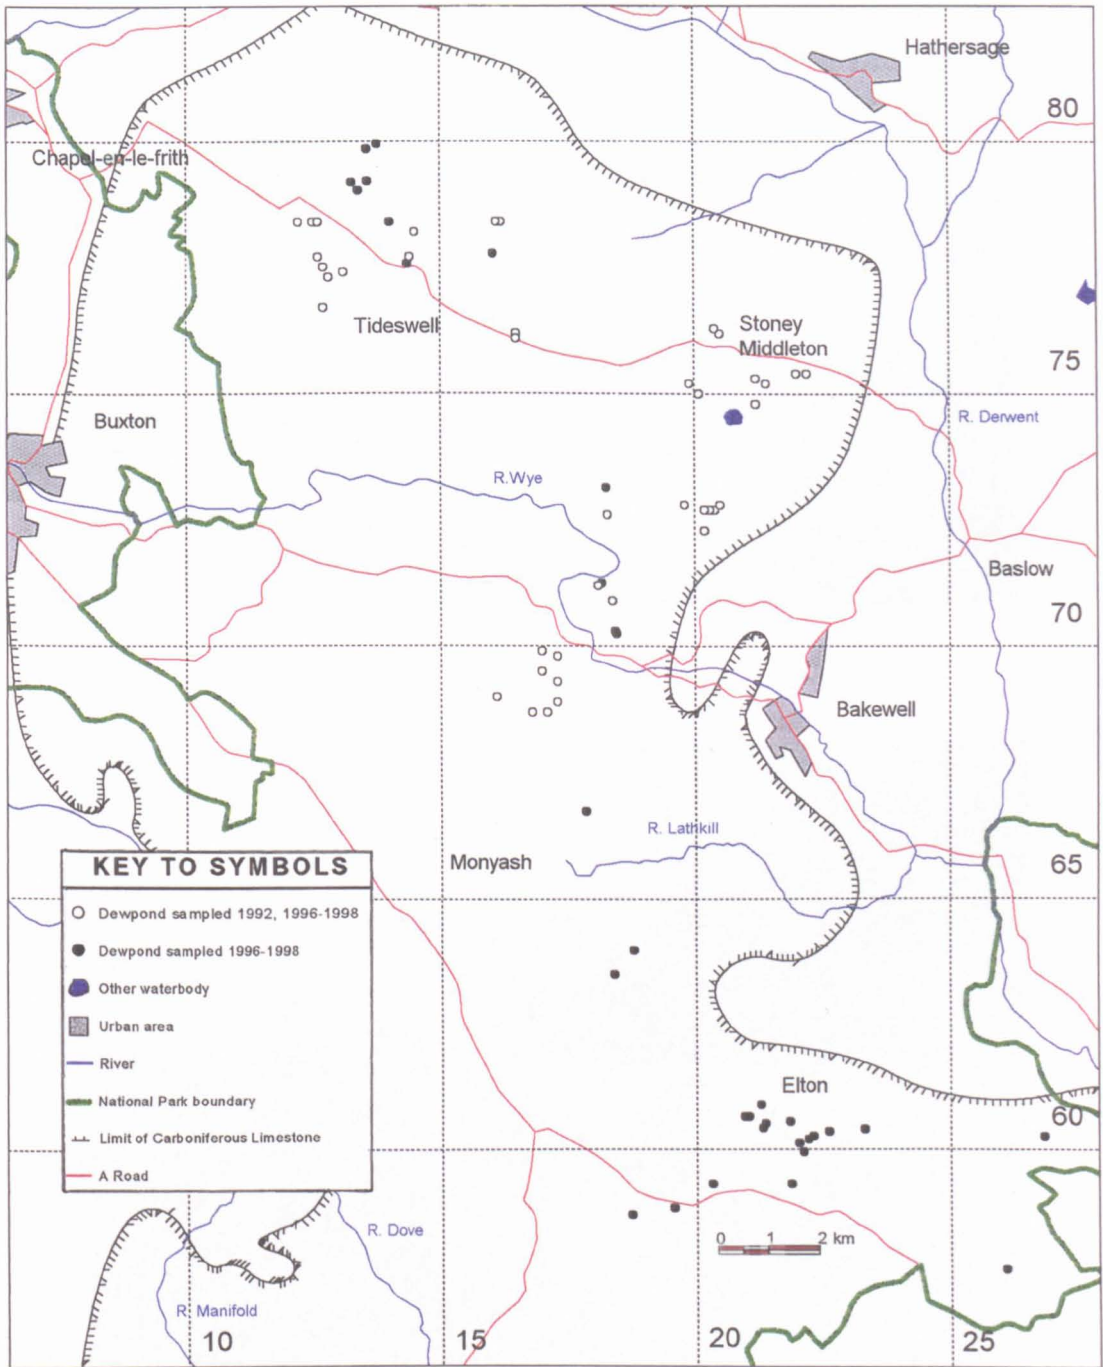 Hathersage
80
Chapel-en-le-frith
Tideswell
Stoney
Middleton
75
Buxton
R. Derwent
R.Wye
Baslow
70
Bakewell
R. Lathkill
Monyash
65
KEY TO SYMBOLS
Dewpond sampled 1992, 1996-1998
Dewpond sampled 1996-1998
Other waterbody
Urban area
River
National Park boundary
Limit of Carboniferous Limestone
A Road
Elton
60
R. Dove
0 1 2 km
R. Manifold
10 15 20 25